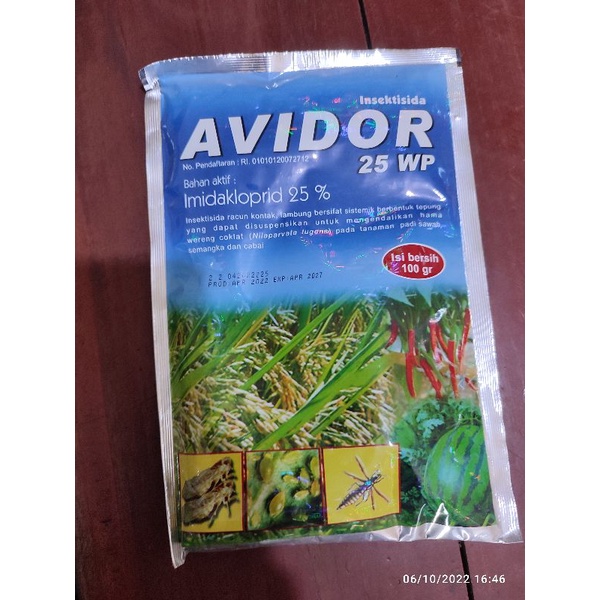 Insektisida
AVIDOR
25 WP
No. Pendaftaran : RI. 01010120072712
Bahan aktif :
Imidakloprid 25 %
Insektisida racun kontak, lambung bersifat sistemik berbentuk tepung
yang dapat disuspensikan untuk mengendalikan hama
wereng coklat (Nilaparvata lugens) pada tanaman padi sawah,
semangka dan cabai
Isi bersih
100 gr
PROD:APR 2022 EXP:APR 2027
06/10/2022 16:46